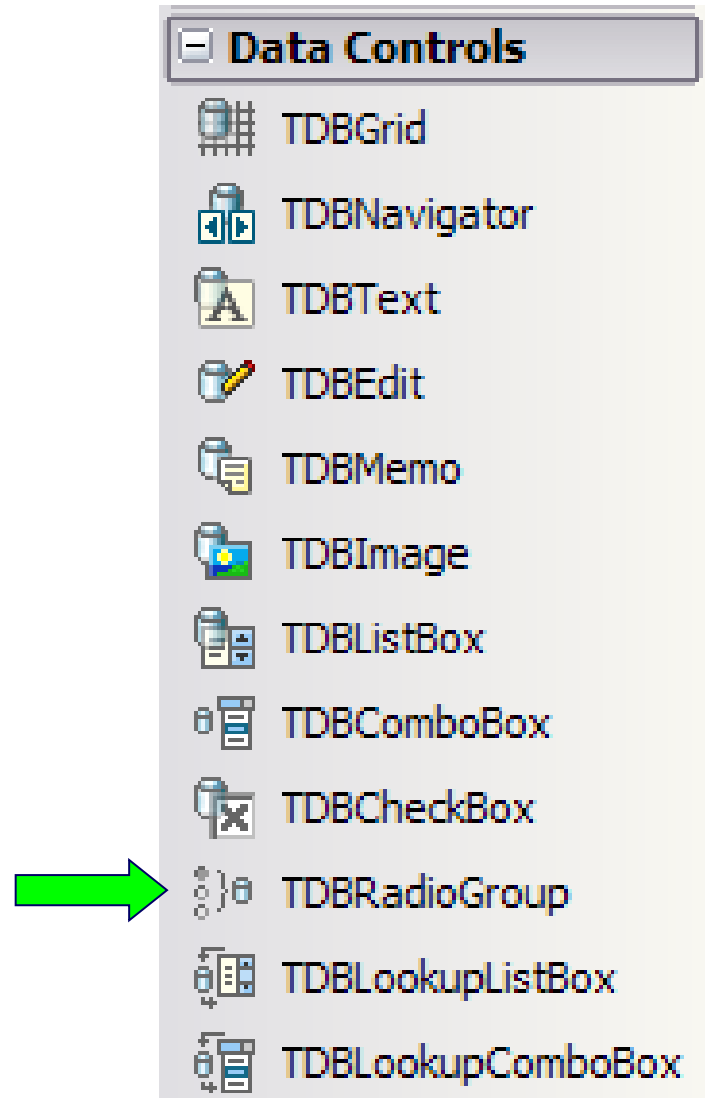 Data Controls
TDBGrid
TDBNavigator
TDBText
TDBEdit
TDBMemo
TDBImage
TDBListBox
TDBComboBox
TDBCheckBox
TDBRadioGroup
TDBLookupListBox
TDBLookupComboBox